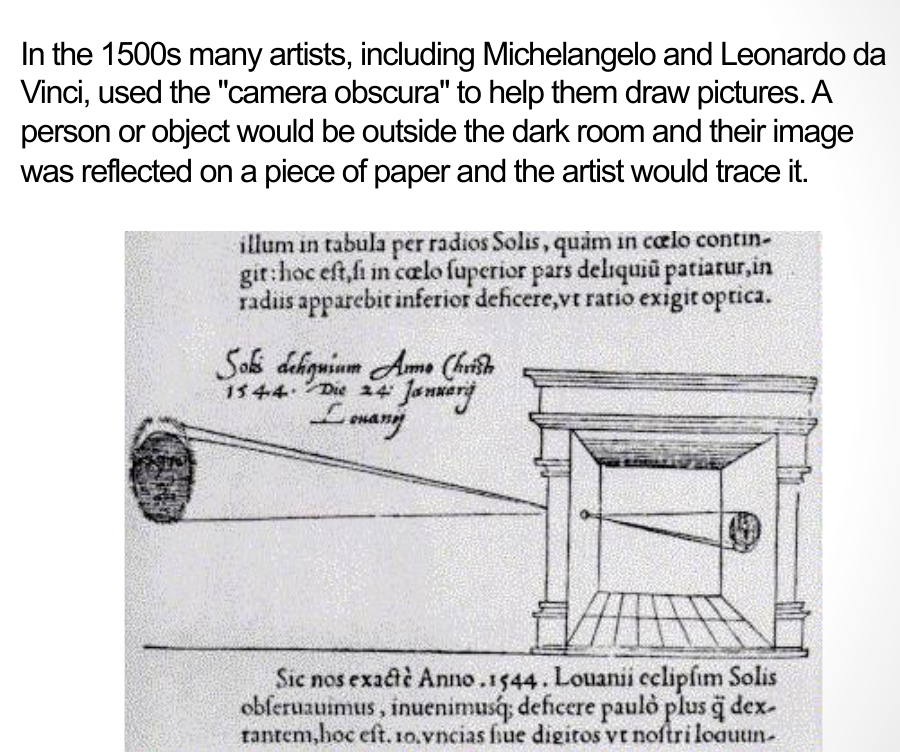 In the 1500s many artists, including Michelangelo and Leonardo da
Vinci, used the "camera obscura" to help them draw pictures. A
person or object would be outside the dark room and their image
was reflected on a piece of paper and the artist would trace it.
illum in tabula per radios Solis, quàm in cœlo contin-
git: hoc eſt, ſi in cœlo ſuperior pars deliquiū patiatur, in
radiis apparebit inferior deficere, vt ratio exigit optica.
Solis deliquium Anno Chriſti
1544. Die 24 Januarij
Louanij
Sic nos exactè Anno .1544. Louanii eclipſim Solis
obſeruauimus, inuenimusq; deficere paulò plus q̄ dex-
tantem, hoc eſt. 10. vncias ſiue digitos vt noſtri loquun-